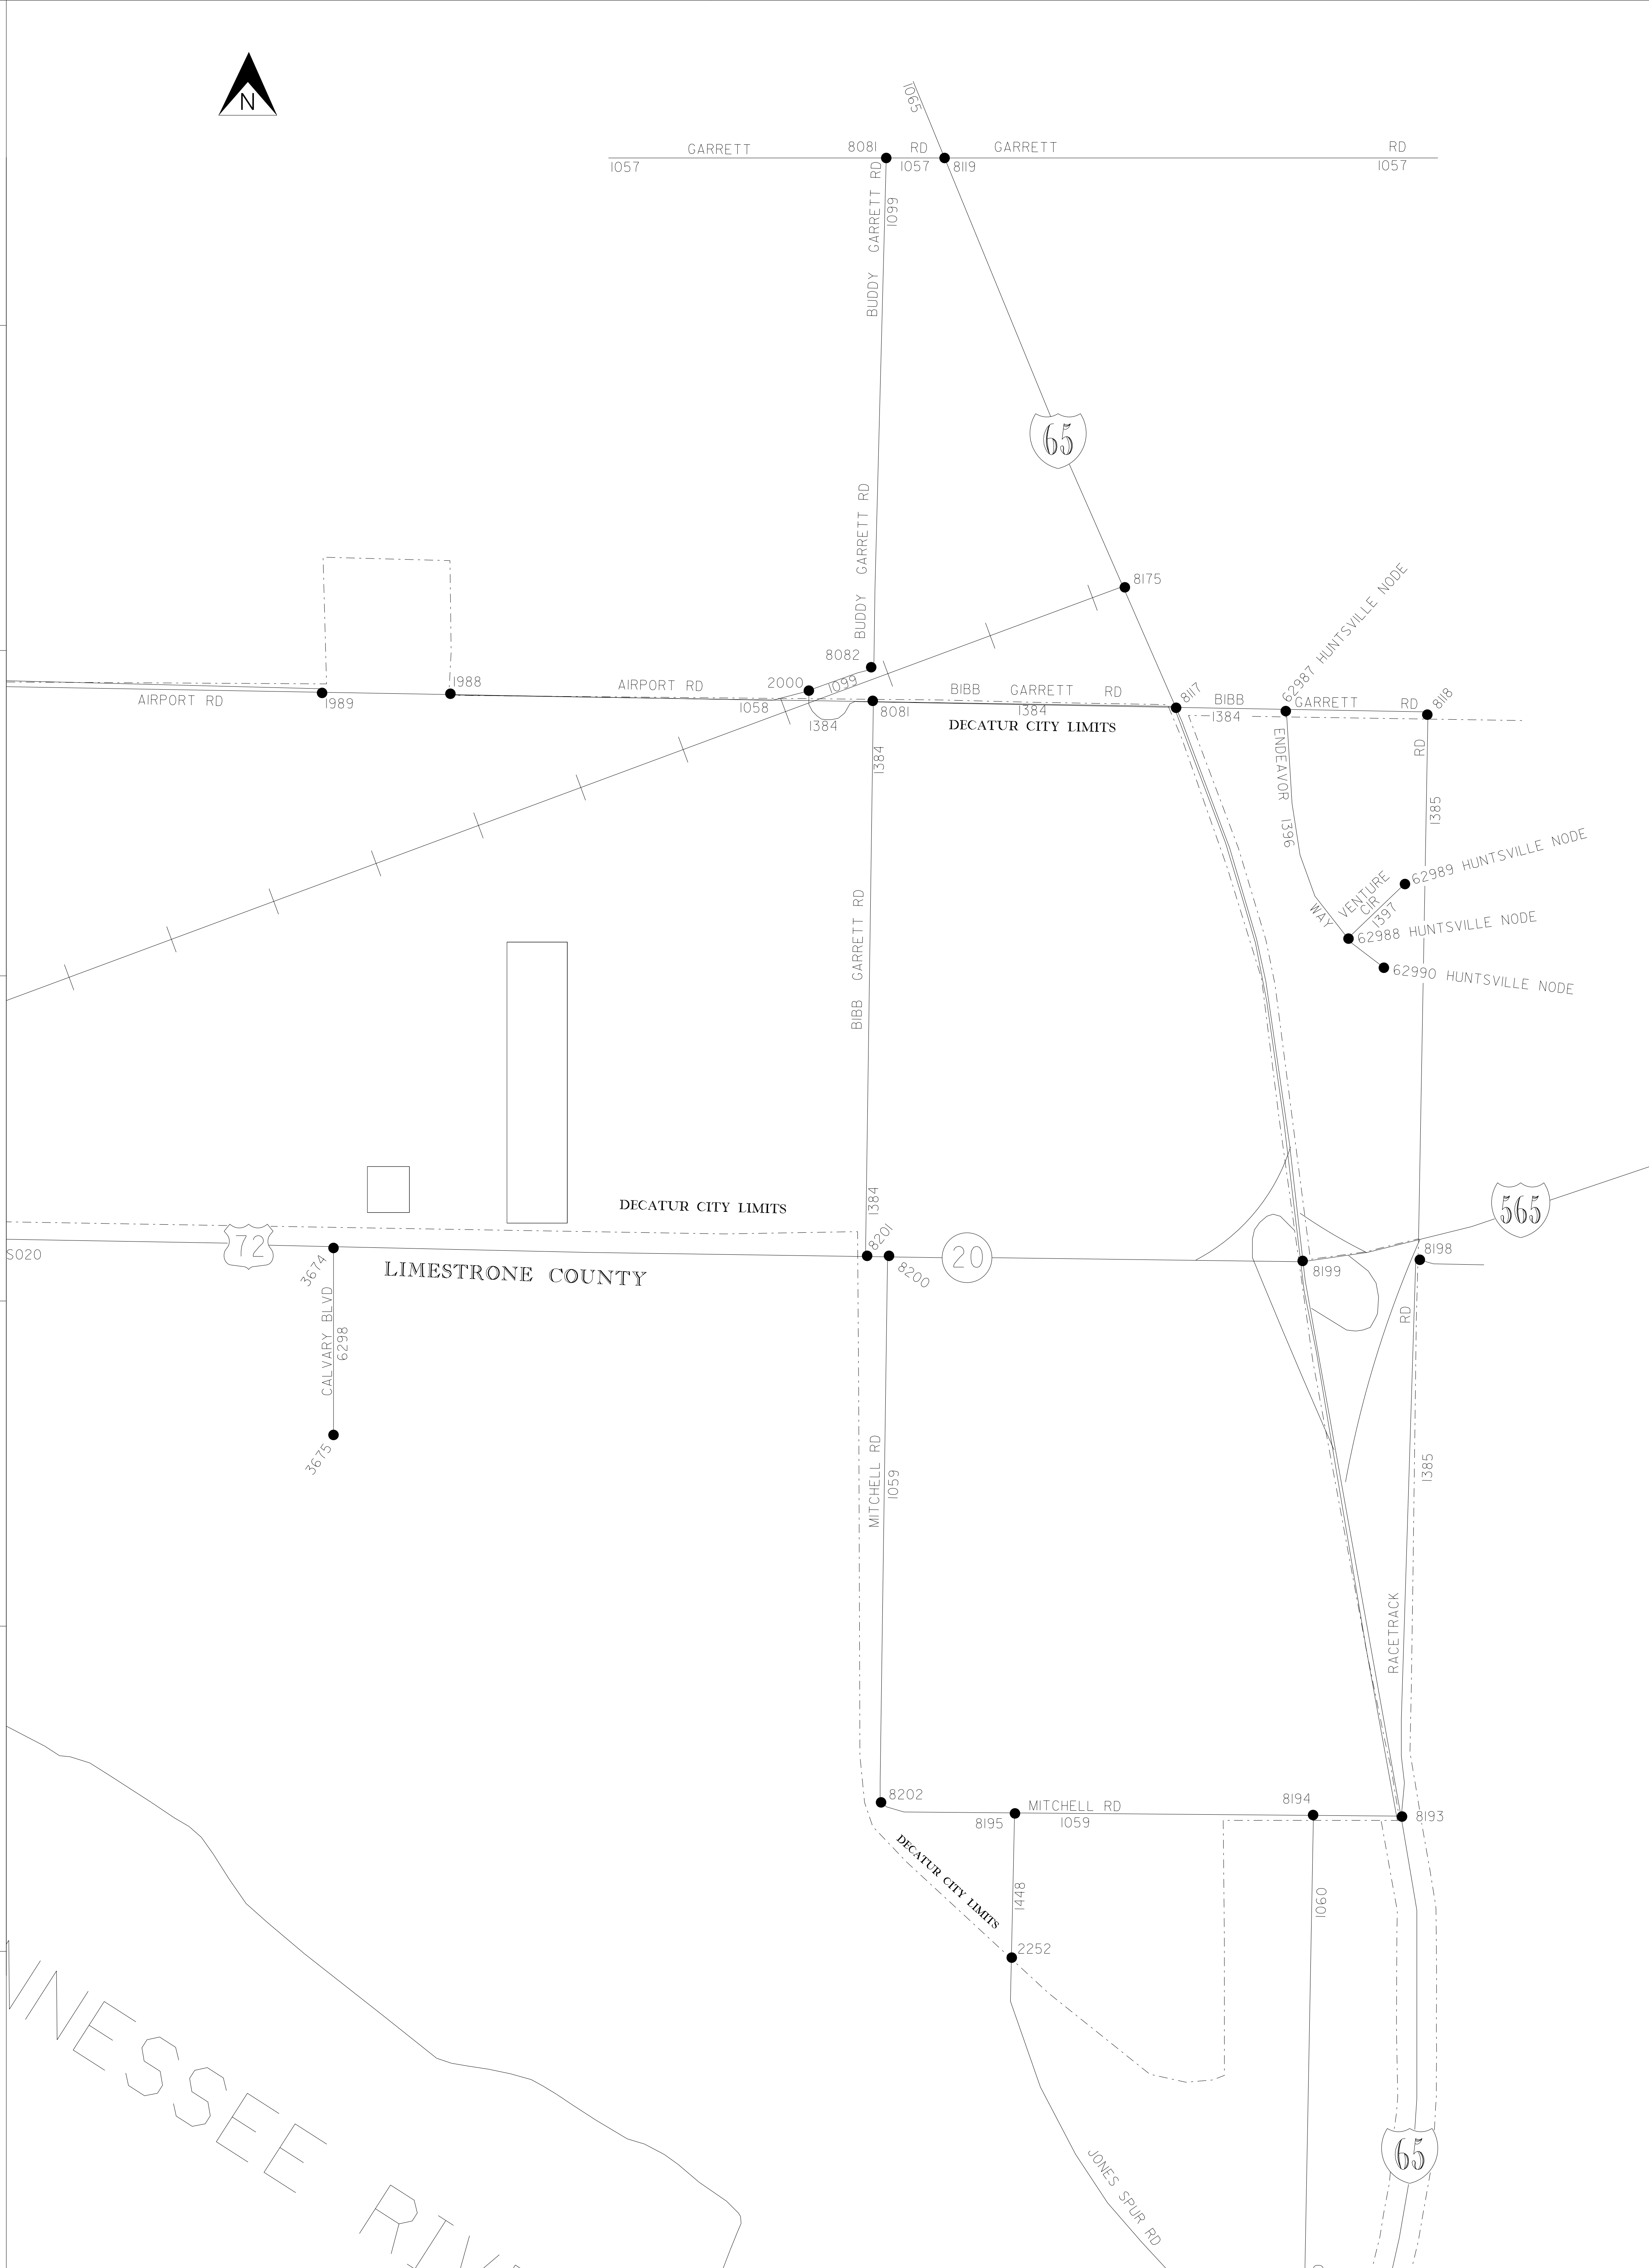 N
1065
GARRETT
8081
RD
GARRETT
RD
1057
1057
8119
1057
BUDDY GARRETT RD
1099
65
BUDDY GARRETT RD
8175
62987 HUNTSVILLE NODE
8082
1988
AIRPORT RD
2000
1099
BIBB GARRETT RD
8117
BIBB
GARRETT RD
8118
AIRPORT RD
1989
1058
8081
1384
1384
1384
DECATUR CITY LIMITS
1384
RD
ENDEAVOR 1396
1385
WAY
VENTURE
CIR
1397
62989 HUNTSVILLE NODE
62988 HUNTSVILLE NODE
62990 HUNTSVILLE NODE
BIBB GARRETT RD
1384
DECATUR CITY LIMITS
565
8201
72
SO20
3674
LIMESTRONE COUNTY
8200
20
8199
8198
RD
CALVARY BLVD
6298
3675
MITCHELL RD
1059
1385
RACETRACK
8202
8195
MITCHELL RD
1059
8194
8193
DECATUR CITY LIMITS
1448
1060
2252
65
JONES SPUR RD
NNESSEE